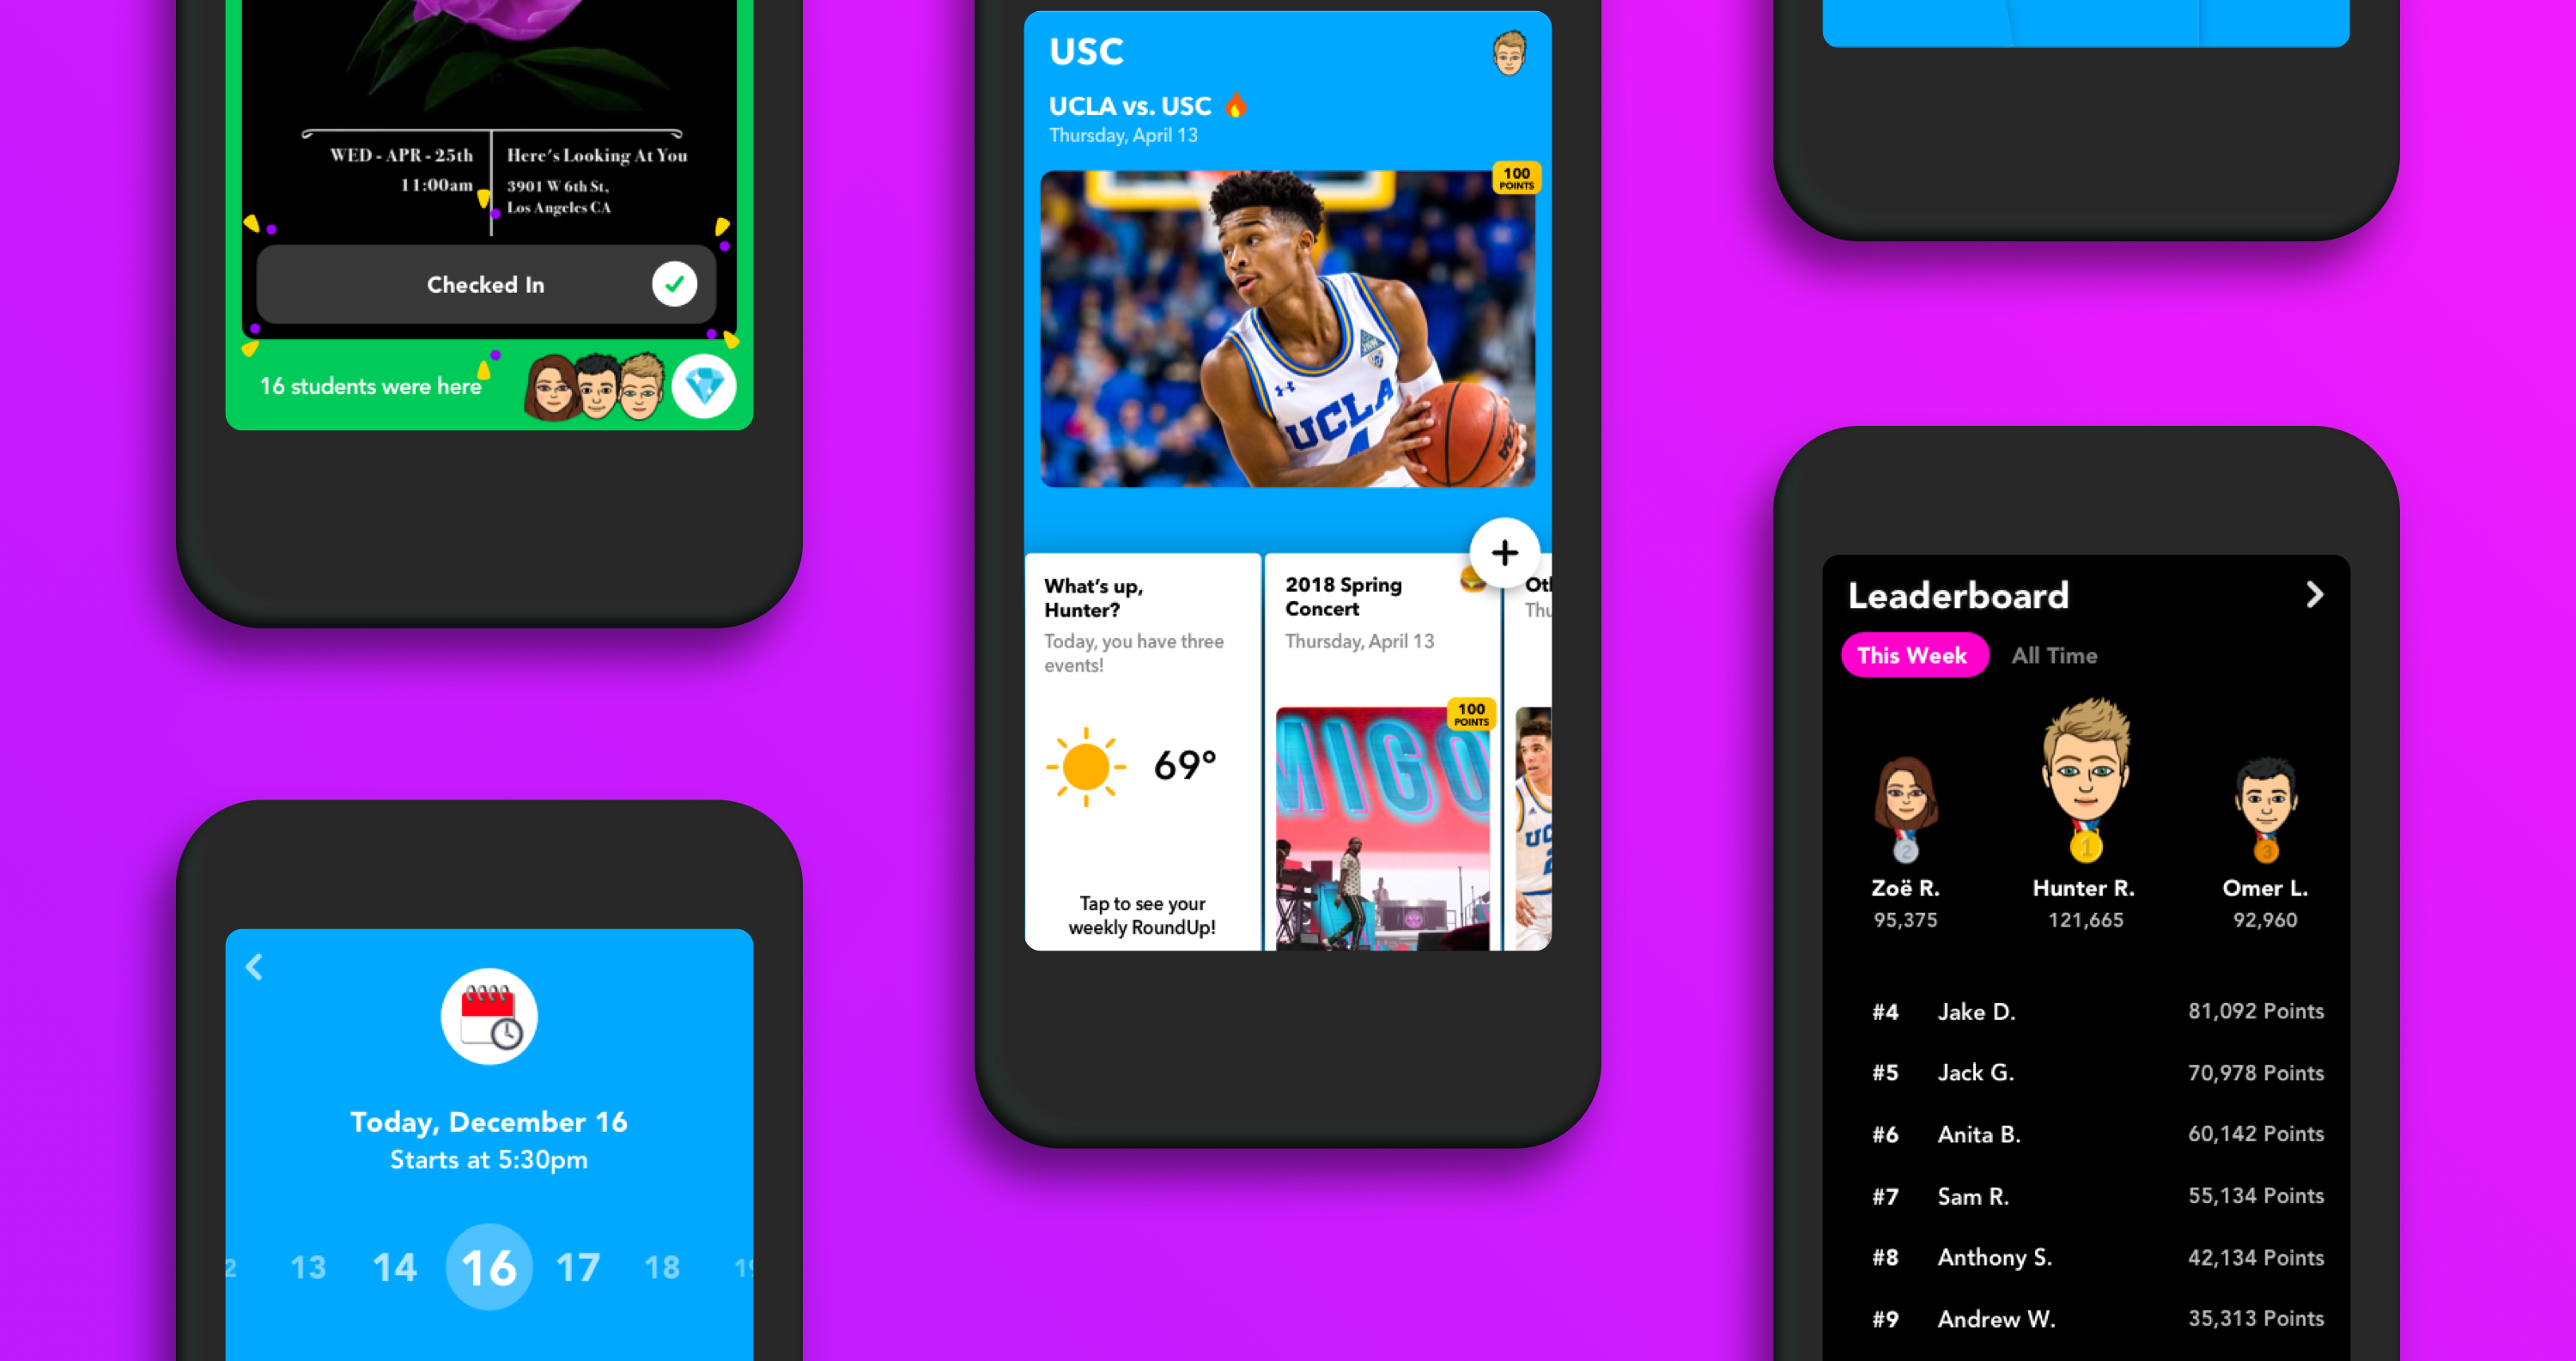 WED - APR - 25th
11:00am
Here's Looking At You
3901 W 6th St,
Los Angeles CA
Checked In
16 students were here
Today, December 16
Starts at 5:30pm
2 13 14 16 17 18 19
USC
UCLA vs. USC 🔥
Thursday, April 13
100
POINTS
UCLA
4
What's up,
Hunter?
Today, you have three
events!
69°
Tap to see your
weekly RoundUp!
2018 Spring
Concert
Thursday, April 13
100
POINTS
MIGO
Ot
Thu
UC
2
Leaderboard
This Week All Time
2 1 3
Zoë R. Hunter R. Omer L.
95,375 121,665 92,960
#4 Jake D. 81,092 Points
#5 Jack G. 70,978 Points
#6 Anita B. 60,142 Points
#7 Sam R. 55,134 Points
#8 Anthony S. 42,134 Points
#9 Andrew W. 35,313 Points